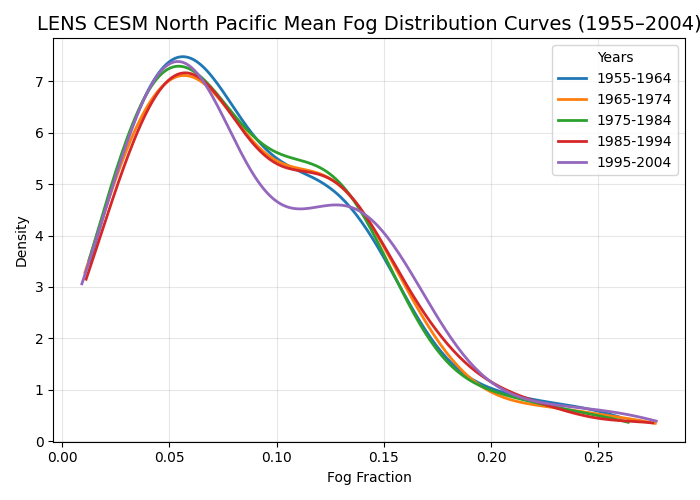 LENS CESM North Pacific Mean Fog Distribution Curves (1955–2004)
Years
1955-1964
1965-1974
1975-1984
1985-1994
1995-2004
Density
7
6
5
4
3
2
1
0
0.00 0.05 0.10 0.15 0.20 0.25
Fog Fraction